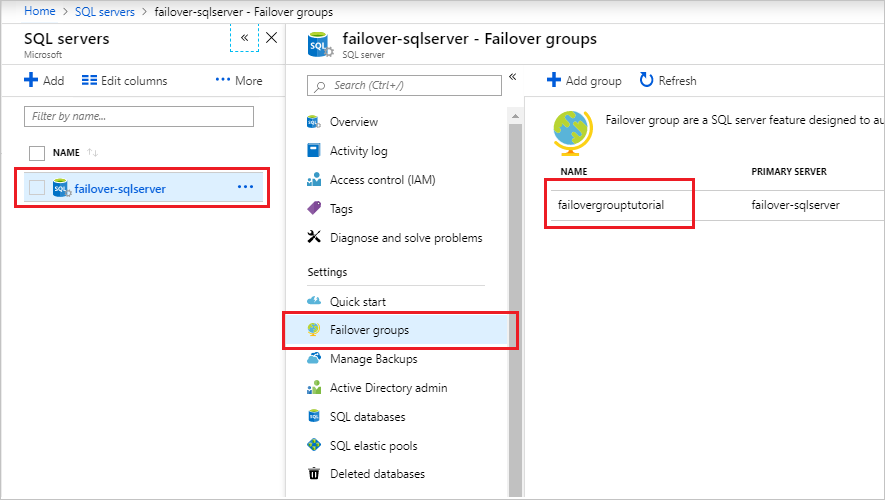 Home > SQL servers > failover-sqlserver - Failover groups
SQL servers
Microsoft
« ×
+ Add Edit columns ··· More
Filter by name...
NAME ↑↓
SQL failover-sqlserver ···
SQL failover-sqlserver - Failover groups
SQL server
Search (Ctrl+/) «
Overview
Activity log
Access control (IAM)
Tags
Diagnose and solve problems
Settings
Quick start
Failover groups
Manage Backups
Active Directory admin
SQL databases
SQL elastic pools
Deleted databases
+ Add group Refresh
Failover group are a SQL server feature designed to au
NAME PRIMARY SERVER
failovergrouptutorial failover-sqlserver